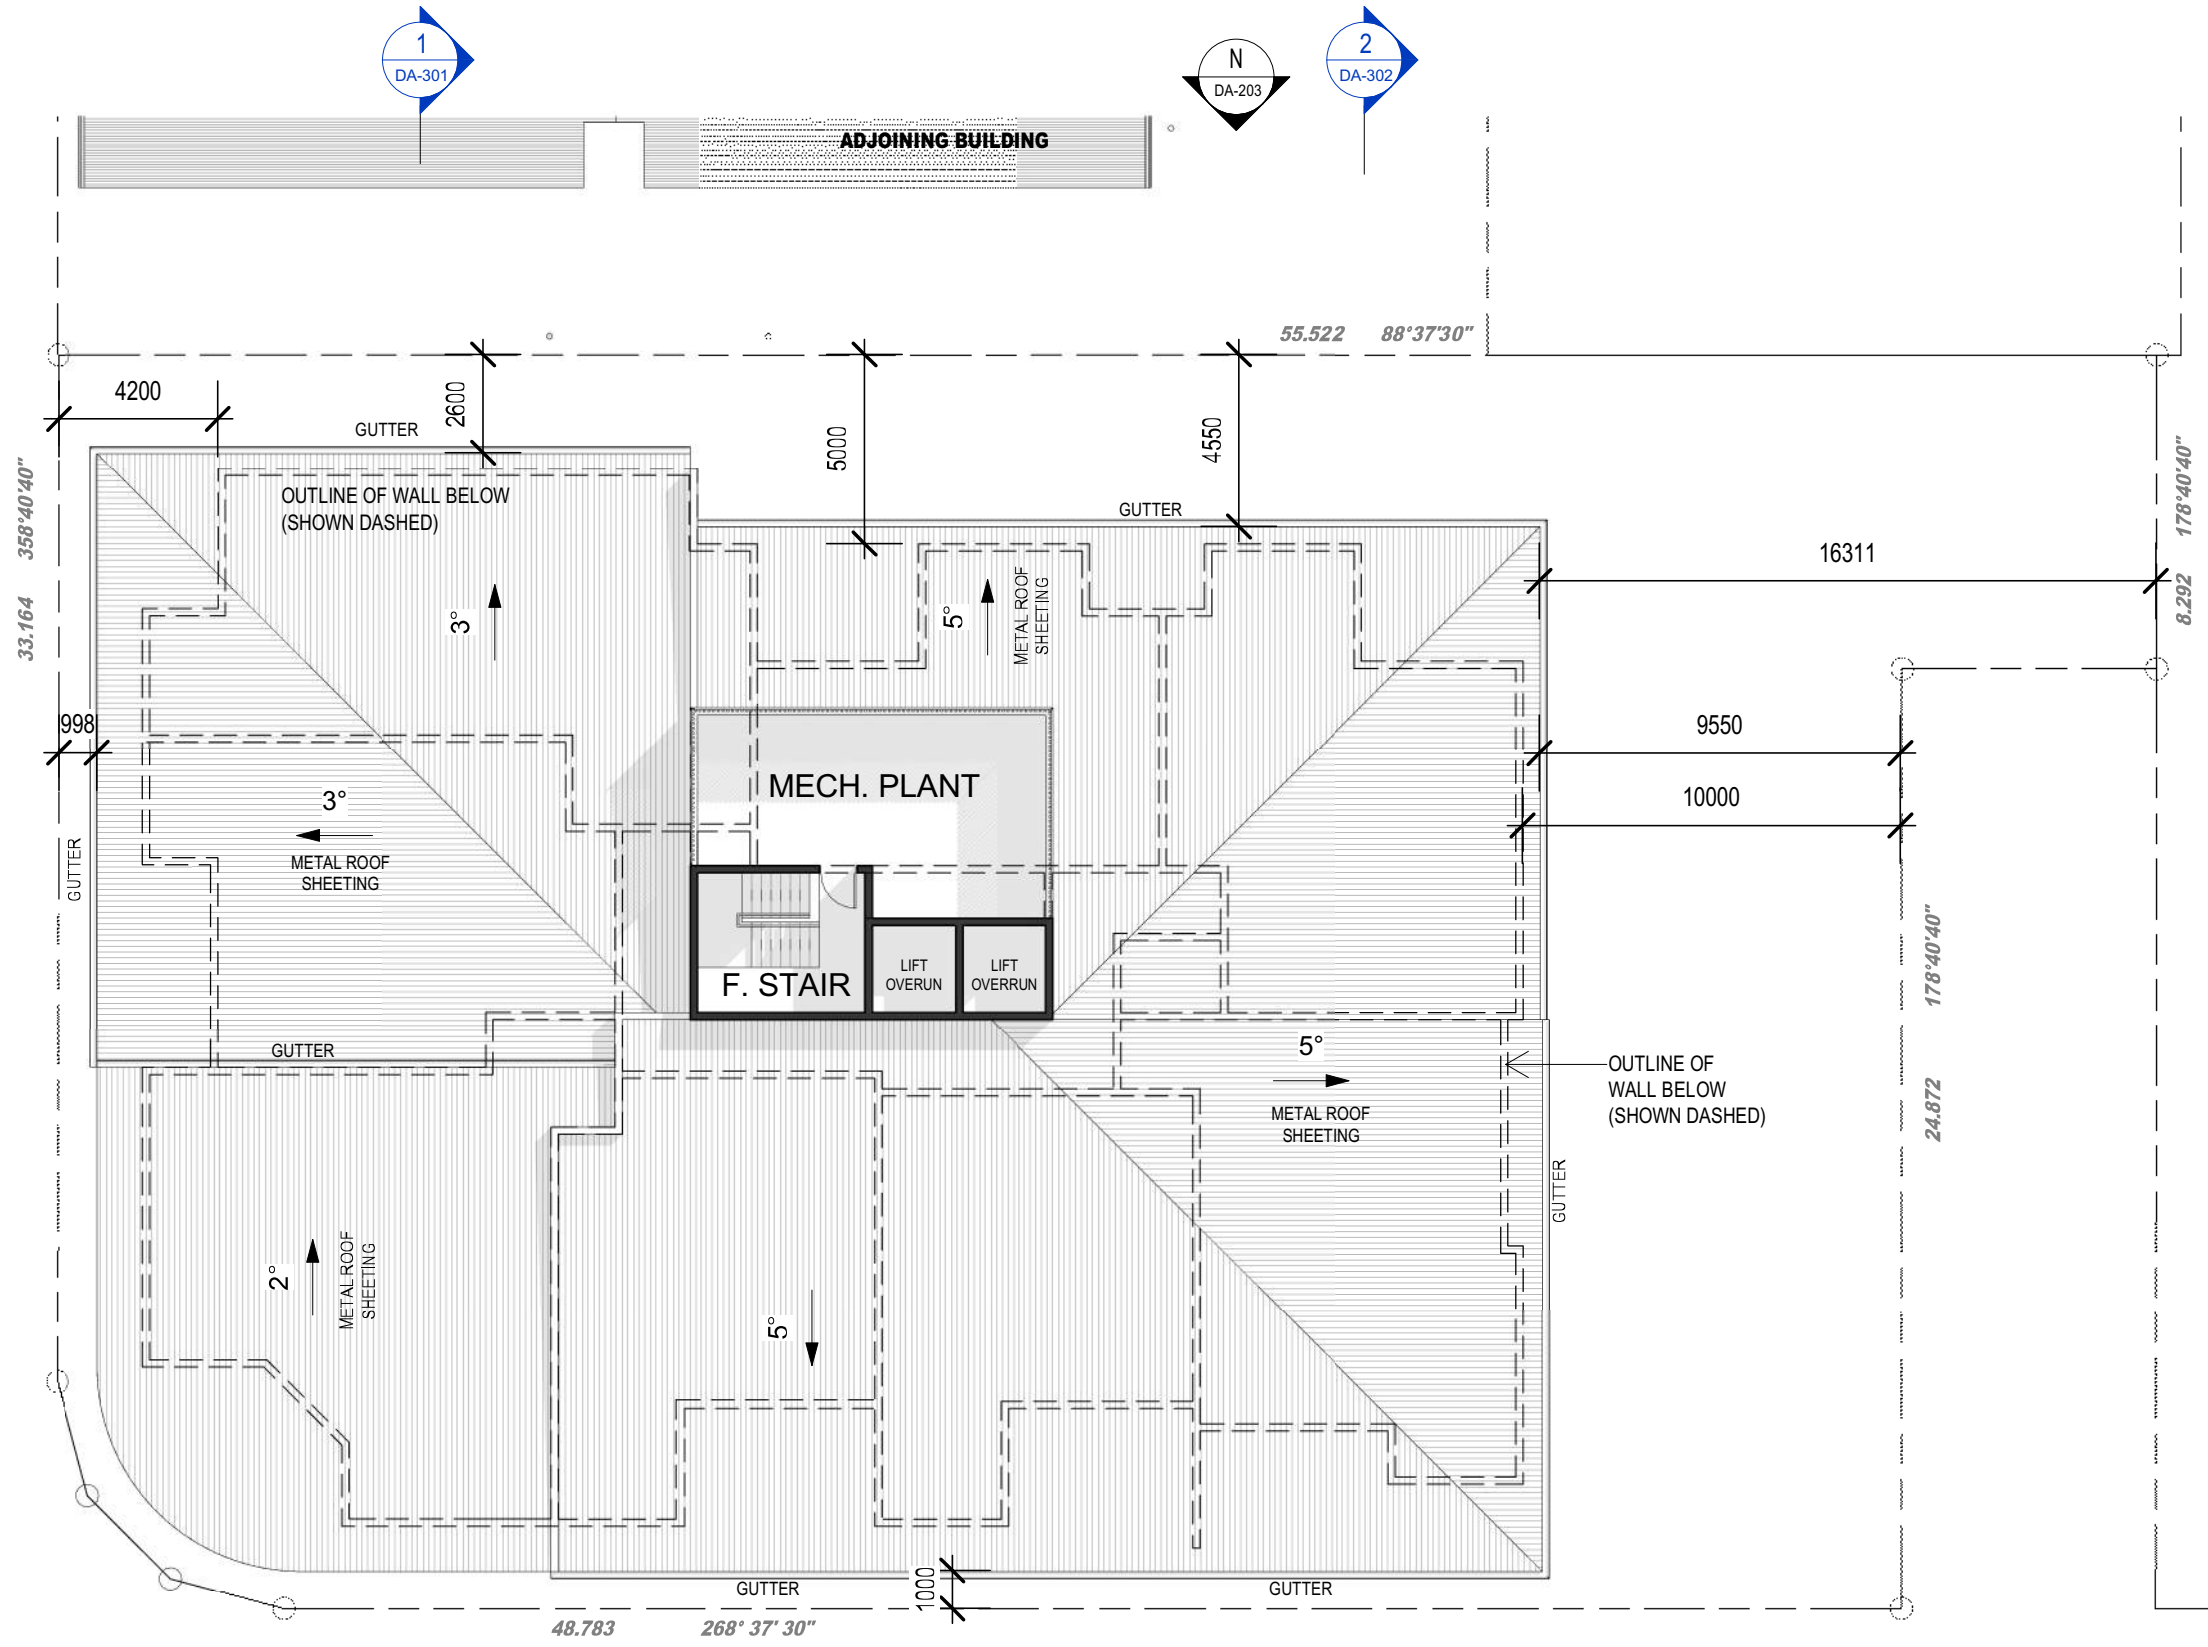 1
DA-301
N
DA-203
2
DA-302
ADJOINING BUILDING
55.522 88°37'30"
4200
GUTTER
2600
5000
4550
358°40'40"
33.164
178°40'40"
8.292
OUTLINE OF WALL BELOW
(SHOWN DASHED)
GUTTER
16311
3°
5°
METAL ROOF
SHEETING
998
9550
MECH. PLANT
10000
3°
METAL ROOF
SHEETING
GUTTER
F. STAIR
LIFT
OVERUN
LIFT
OVERRUN
178°40'40"
24.872
GUTTER
5°
METAL ROOF
SHEETING
OUTLINE OF
WALL BELOW
(SHOWN DASHED)
GUTTER
2°
METAL ROOF
SHEETING
5°
GUTTER
1000
GUTTER
48.783 268° 37' 30"